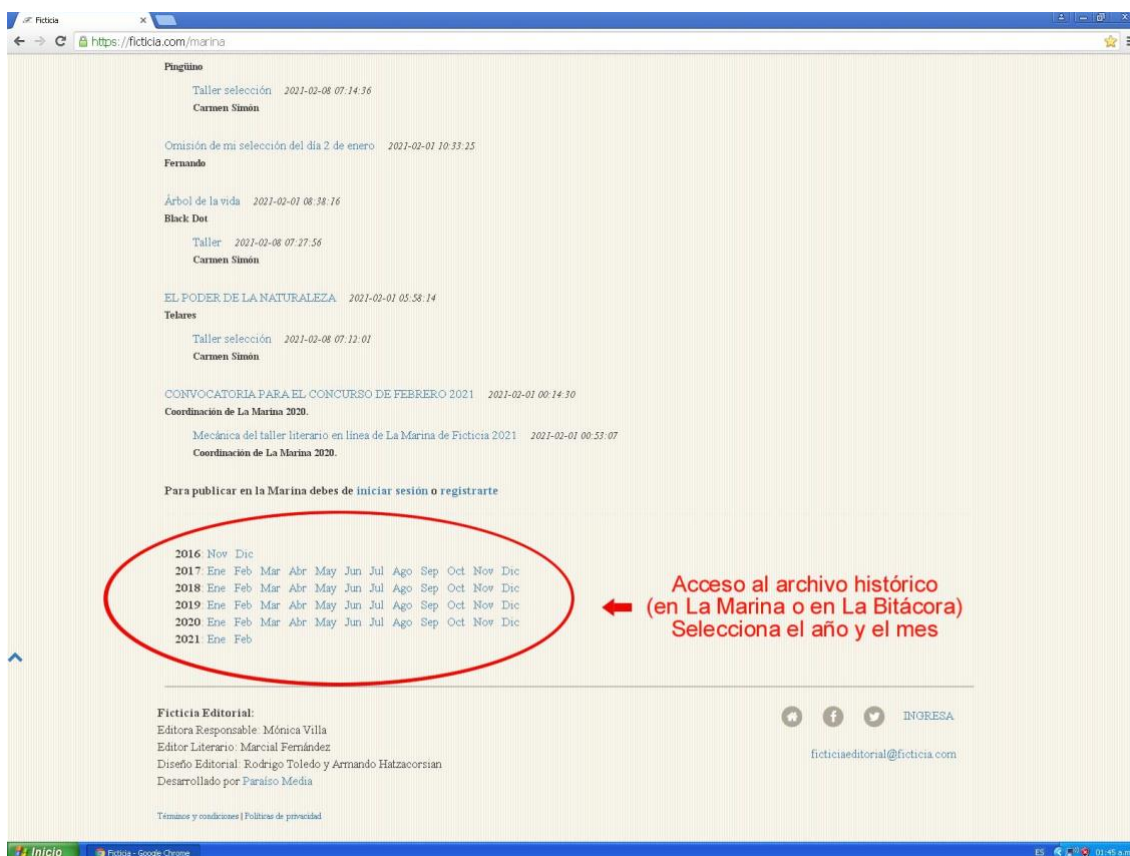 Ficticia
https://ficticia.com/marina
Pingüino
Taller selección 2021-02-08 07:14:36
Carmen Simón
Omisión de mi selección del día 2 de enero 2021-02-01 10:33:25
Fernando
Árbol de la vida 2021-02-01 08:38:16
Black Dot
Taller 2021-02-08 07:27:56
Carmen Simón
EL PODER DE LA NATURALEZA 2021-02-01 05:58:14
Telares
Taller selección 2021-02-08 07:12:01
Carmen Simón
CONVOCATORIA PARA EL CONCURSO DE FEBRERO 2021 2021-02-01 00:14:30
Coordinación de La Marina 2020.
Mecánica del taller literario en línea de La Marina de Ficticia 2021 2021-02-01 00:53:07
Coordinación de La Marina 2020.
Para publicar en la Marina debes de iniciar sesión o registrarte
2016: Nov Dic
2017: Ene Feb Mar Abr May Jun Jul Ago Sep Oct Nov Dic
2018: Ene Feb Mar Abr May Jun Jul Ago Sep Oct Nov Dic
2019: Ene Feb Mar Abr May Jun Jul Ago Sep Oct Nov Dic
2020: Ene Feb Mar Abr May Jun Jul Ago Sep Oct Nov Dic
2021: Ene Feb
Acceso al archivo histórico
(en La Marina o en La Bitácora)
Selecciona el año y el mes
Ficticia Editorial:
Editora Responsable: Mónica Villa
Editor Literario: Marcial Fernández
Diseño Editorial: Rodrigo Toledo y Armando Hatzacorsian
Desarrollado por Paraíso Media
INGRESA
ficticiaeditorial@ficticia.com
Términos y condiciones | Políticas de privacidad
Inicio
Ficticia - Google Chrome
ES
01:45 a.m.